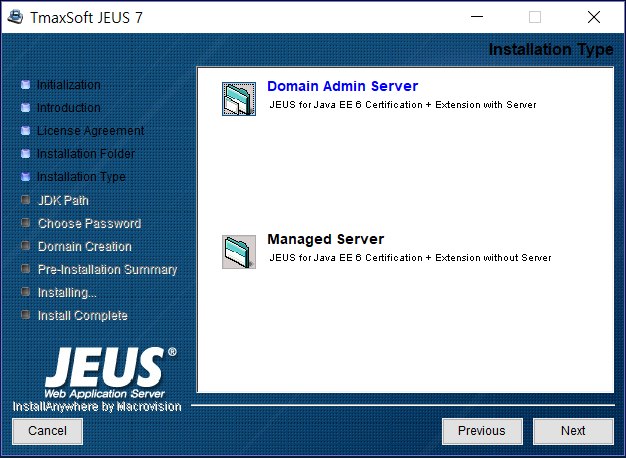 TmaxSoft JEUS 7
Installation Type
Initialization
Introduction
License Agreement
Installation Folder
Installation Type
JDK Path
Choose Password
Domain Creation
Pre-Installation Summary
Installing...
Install Complete
Domain Admin Server
JEUS for Java EE 6 Certification + Extension with Server
Managed Server
JEUS for Java EE 6 Certification + Extension without Server
JEUS®
Web Application Server
InstallAnywhere by Macrovision
Cancel
Previous
Next